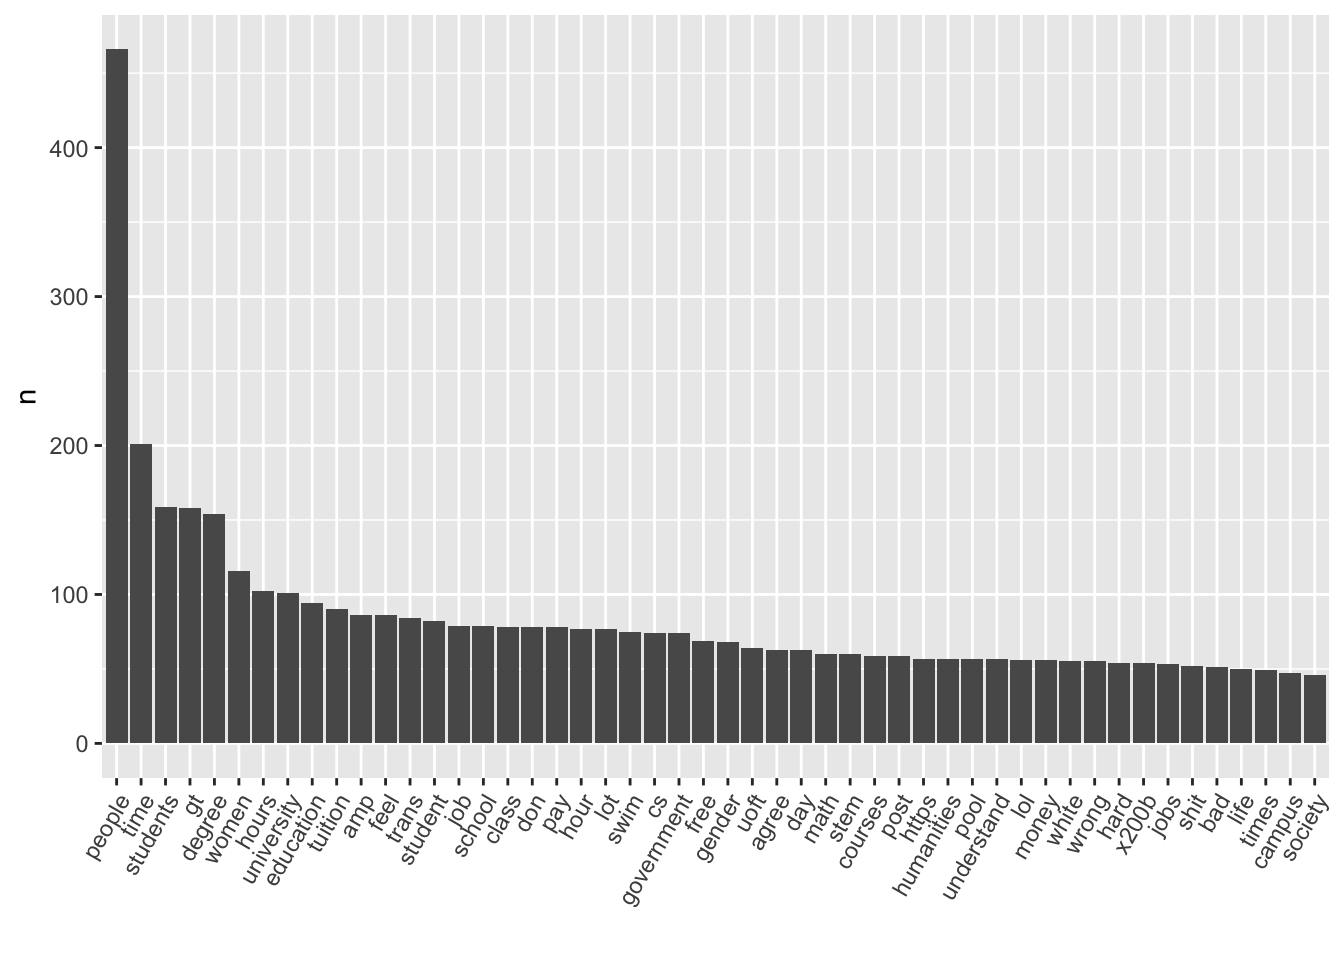 400
300
n
200
100
0
people
time
students
gt
degree
women
hours
university
education
tuition
amp
feel
trans
student
job
school
class
don
pay
hour
lot
swim
cs
government
free
gender
uoft
agree
day
math
stem
courses
post
https
humanities
pool
understand
lol
money
white
wrong
hard
x200b
jobs
shit
bad
life
times
campus
society